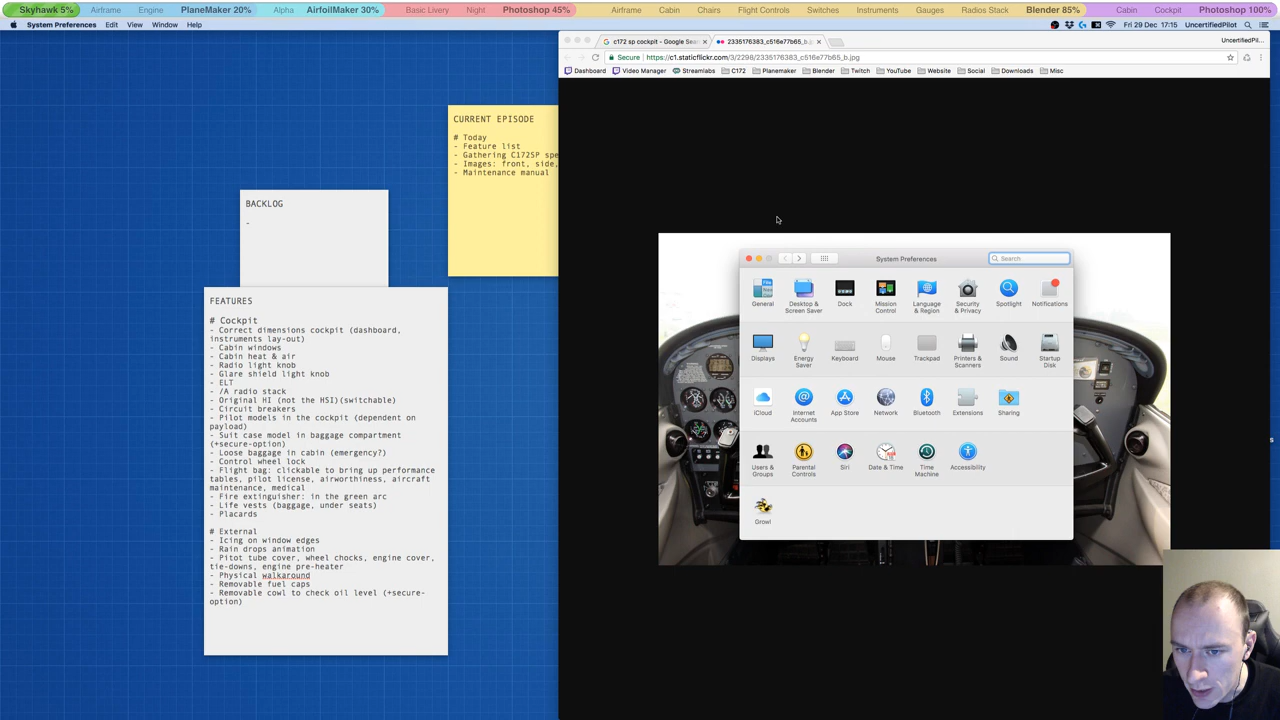 Skyhawk 5% Airframe Engine PlaneMaker 20% Alpha AirfoilMaker 30% Basic Livery Night Photoshop 45% Airframe Cabin Chairs Flight Controls Switches Instruments Gauges Radios Stack Blender 85% Cabin Cockpit Photoshop 100%
System Preferences Edit View Window Help Fri 29 Dec 17:15 UncertifiedPilot
c172 sp cockpit - Google Sea 2335176383_c516e77b65_b.jp UncertifiedPil...
Secure https://c1.staticflickr.com/3/2298/2335176383_c516e77b65_b.jpg
Dashboard Video Manager Streamlabs C172 Planemaker Blender Twitch YouTube Website Social Downloads Misc
CURRENT EPISODE
# Today
- Feature list
- Gathering C172SP spe
- Images: front, side,
- Maintenance manual
BACKLOG
-
FEATURES
# Cockpit
- Correct dimensions cockpit (dashboard,
instruments lay-out)
- Cabin windows
- Cabin heat & air
- Radio light knob
- Glare shield light knob
- ELT
- /A radio stack
- Original HI (not the HSI)(switchable)
- Circuit breakers
- Pilot models in the cockpit (dependent on
payload)
- Suit case model in baggage compartment
(+secure-option)
- Loose baggage in cabin (emergency?)
- Control wheel lock
- Flight bag: clickable to bring up performance
tables, pilot license, airworthiness, aircraft
maintenance, medical
- Fire extinguisher: in the green arc
- Life vests (baggage, under seats)
- Placards
# External
- Icing on window edges
- Rain drops animation
- Pitot tube cover, wheel chocks, engine cover,
tie-downs, engine pre-heater
- Physical walkaround
- Removable fuel caps
- Removable cowl to check oil level (+secure-
option)
System Preferences Search
General Desktop & Screen Saver Dock Mission Control Language & Region Security & Privacy Spotlight Notifications
Displays Energy Saver Keyboard Mouse Trackpad Printers & Scanners Sound Startup Disk
iCloud Internet Accounts App Store Network Bluetooth Extensions Sharing
Users & Groups Parental Controls Siri Date & Time Time Machine Accessibility
Growl